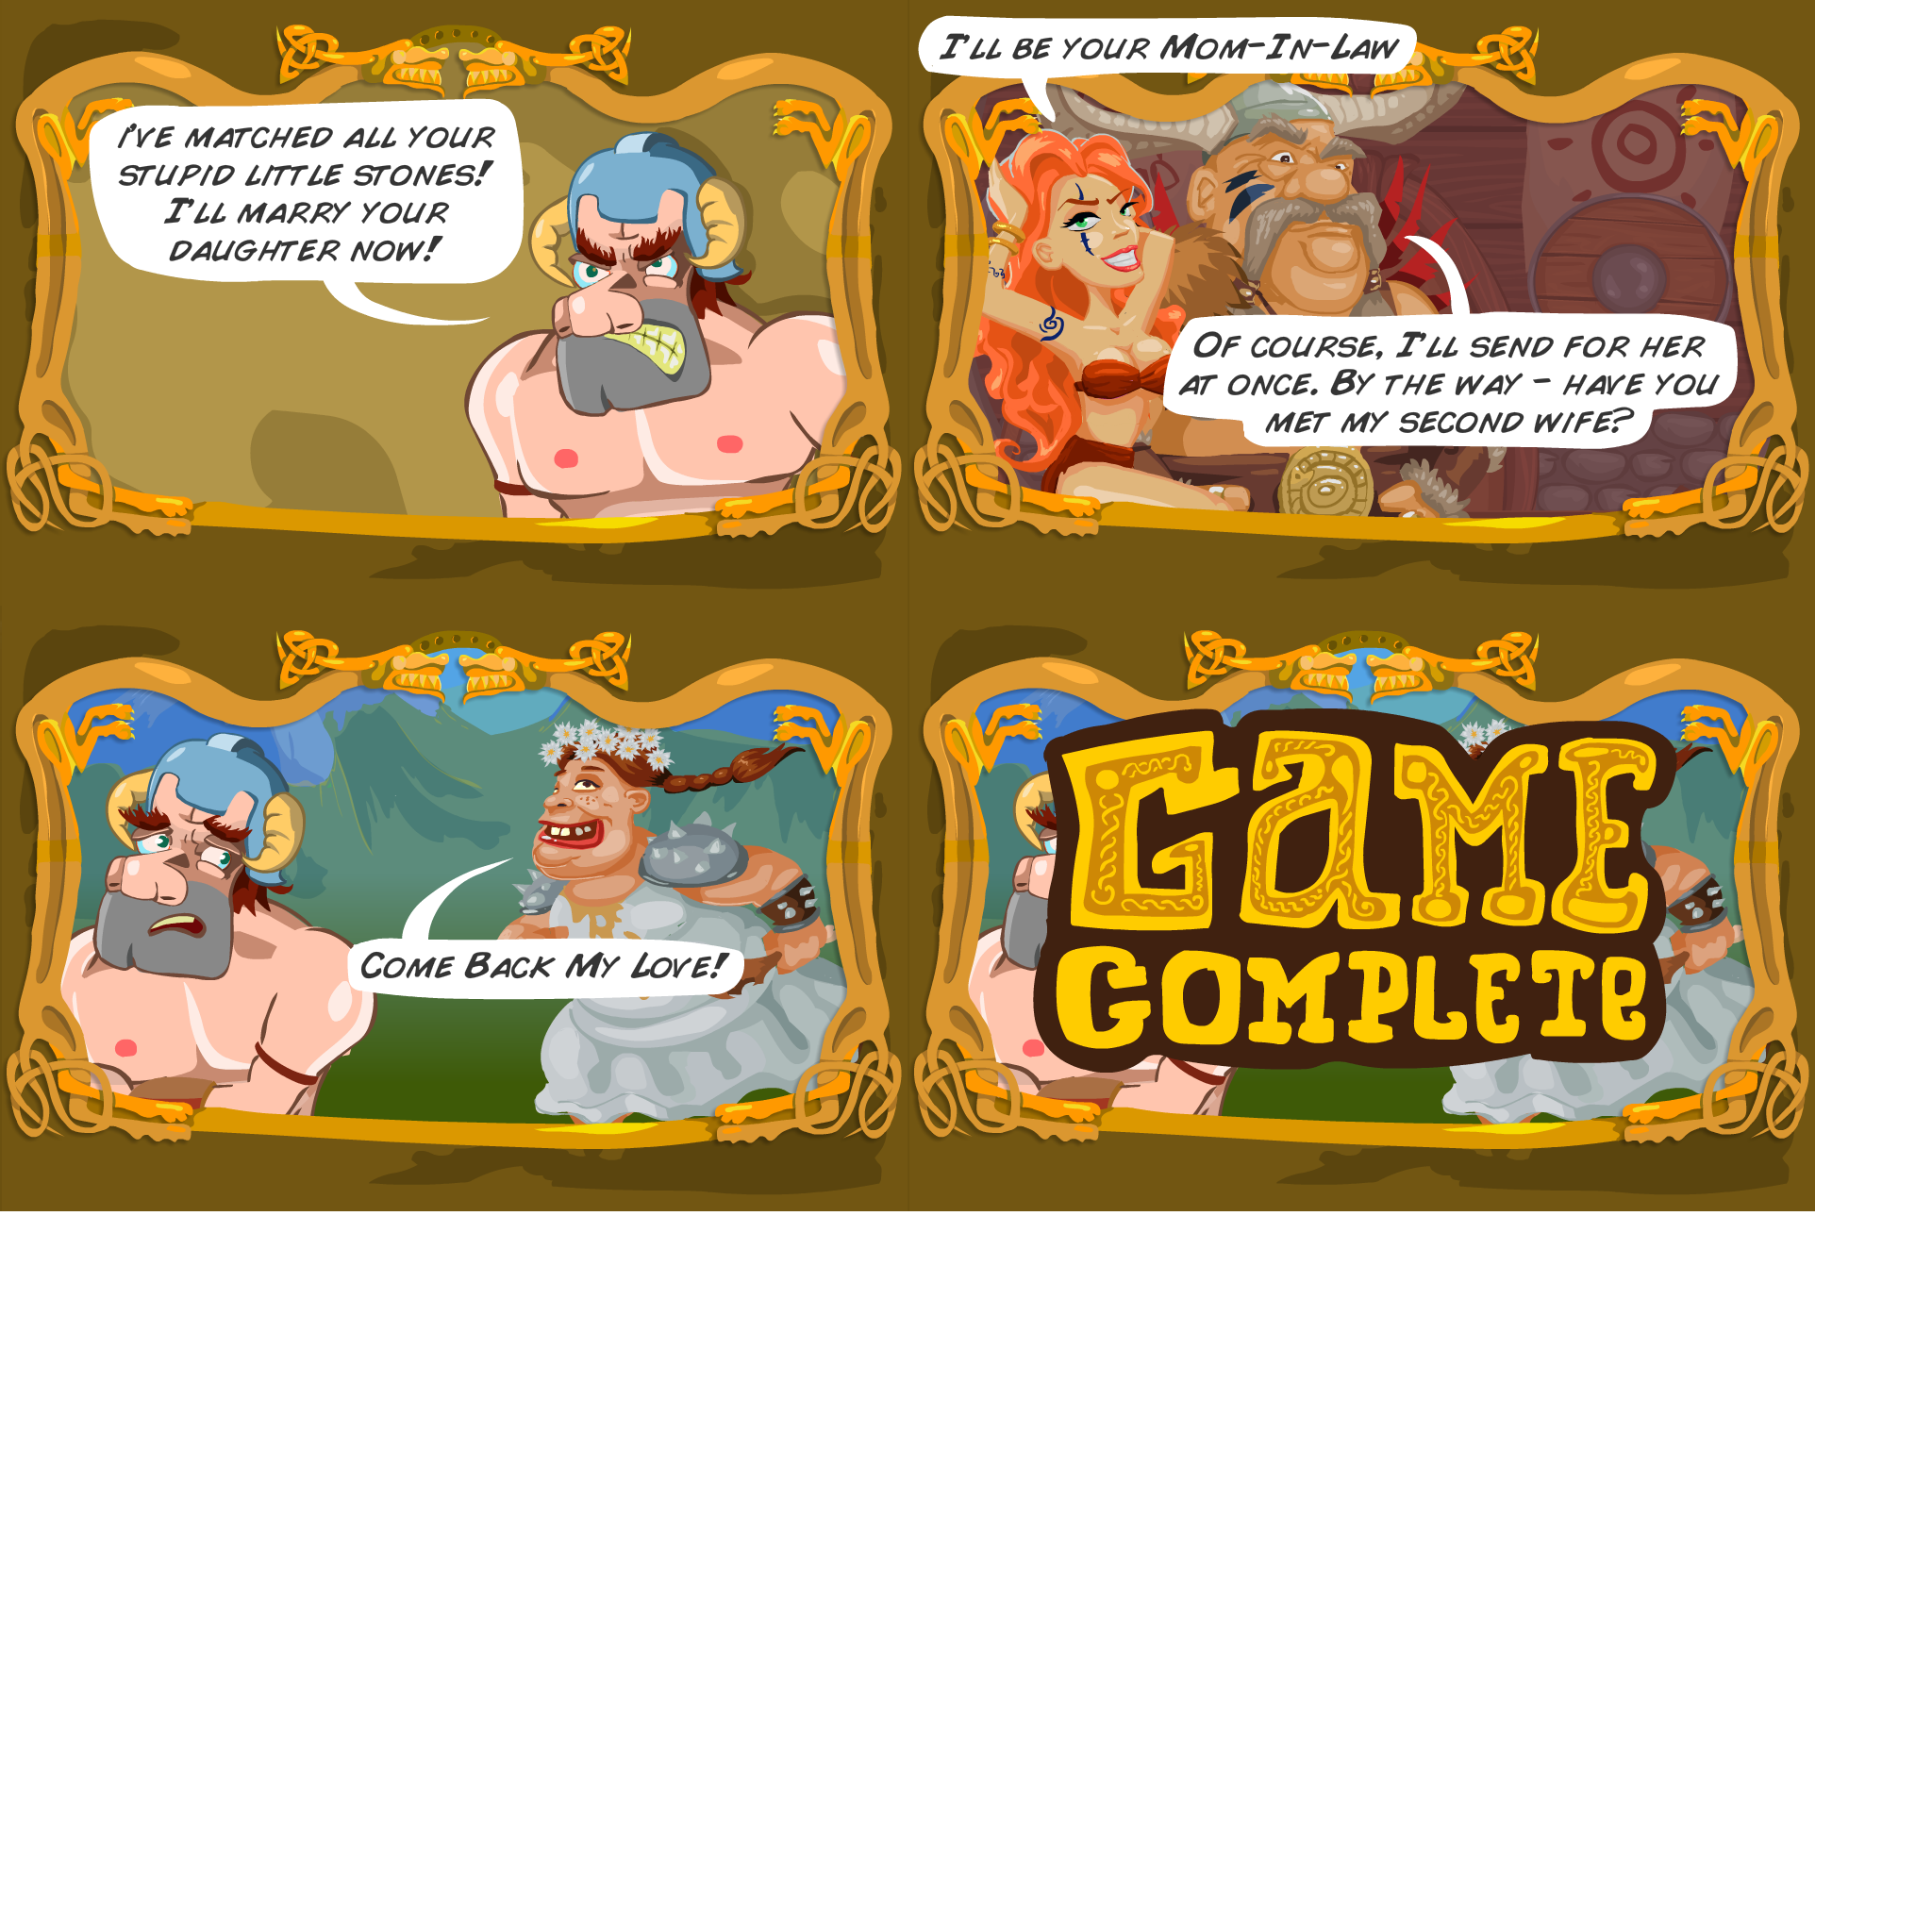 I'VE MATCHED ALL YOUR
STUPID LITTLE STONES!
I'LL MARRY YOUR
DAUGHTER NOW!
I'LL BE YOUR MOM-IN-LAW
OF COURSE, I'LL SEND FOR HER
AT ONCE. BY THE WAY - HAVE YOU
MET MY SECOND WIFE?
COME BACK MY LOVE!
GAME
COMPLETE